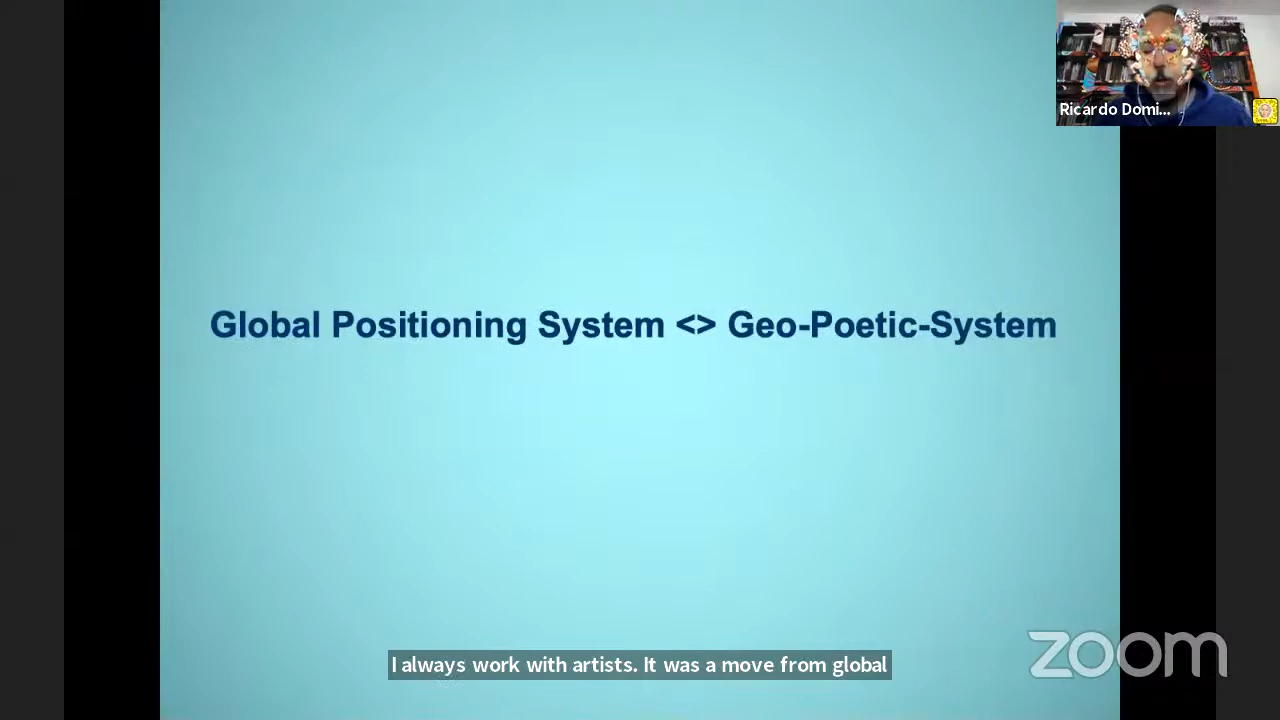 Ricardo Domi...
Global Positioning System <> Geo-Poetic-System
I always work with artists. It was a move from global
zoom